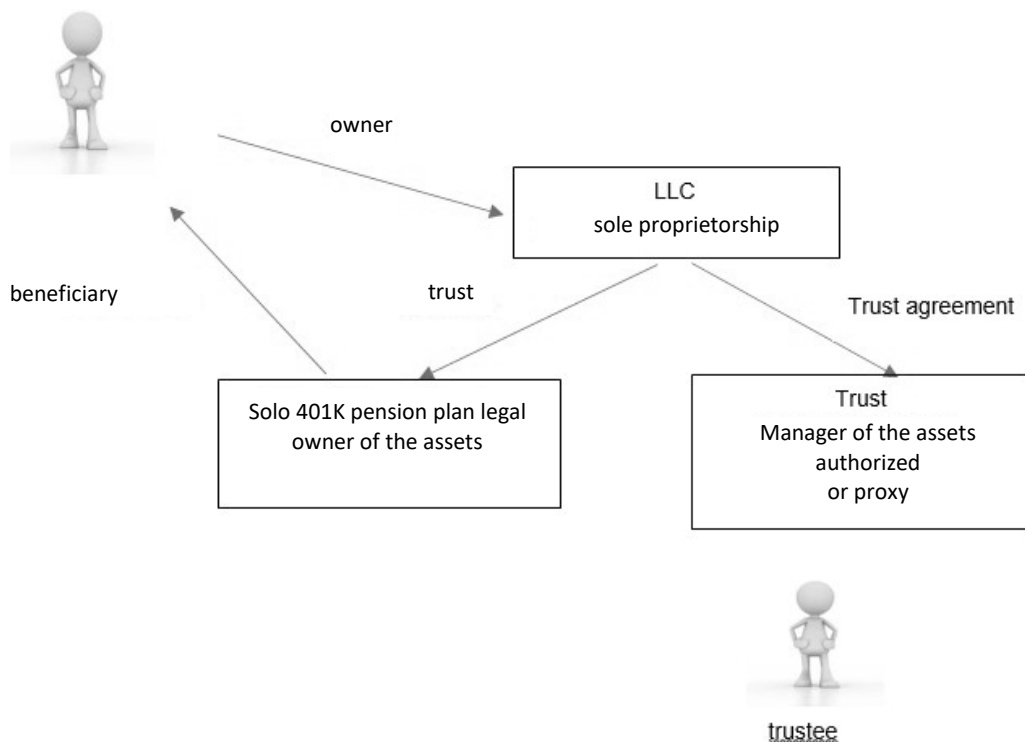 owner
LLC
sole proprietorship
beneficiary
trust
Trust agreement
Solo 401K pension plan legal
owner of the assets
Trust
Manager of the assets
authorized
or proxy
trustee